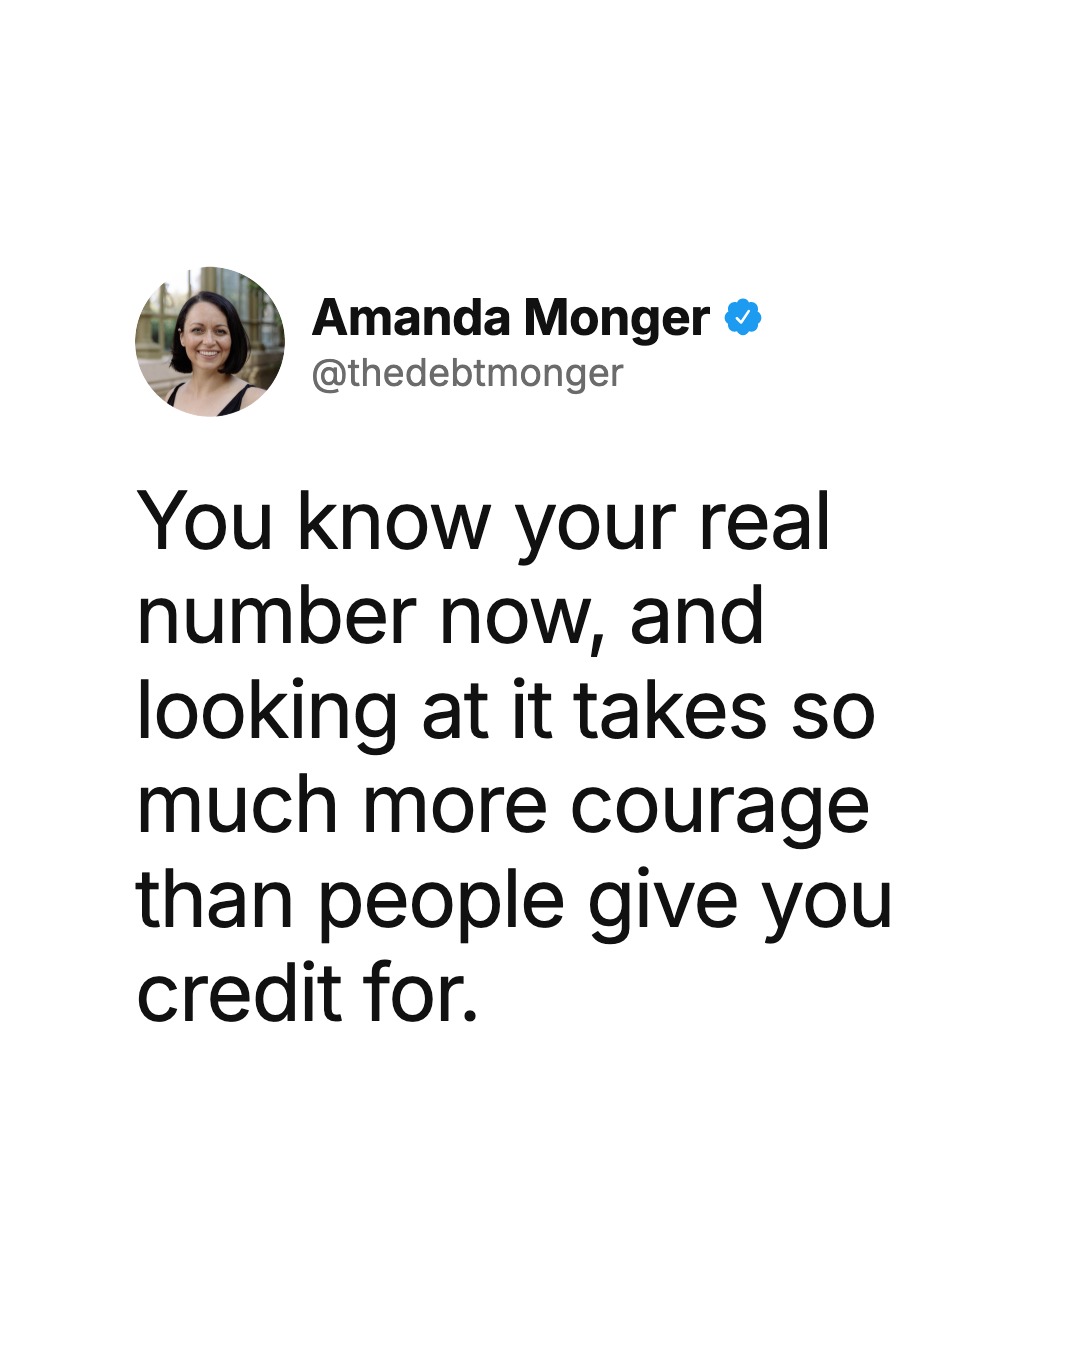 Amanda Monger
@thedebtmonger
You know your real
number now, and
looking at it takes so
much more courage
than people give you
credit for.